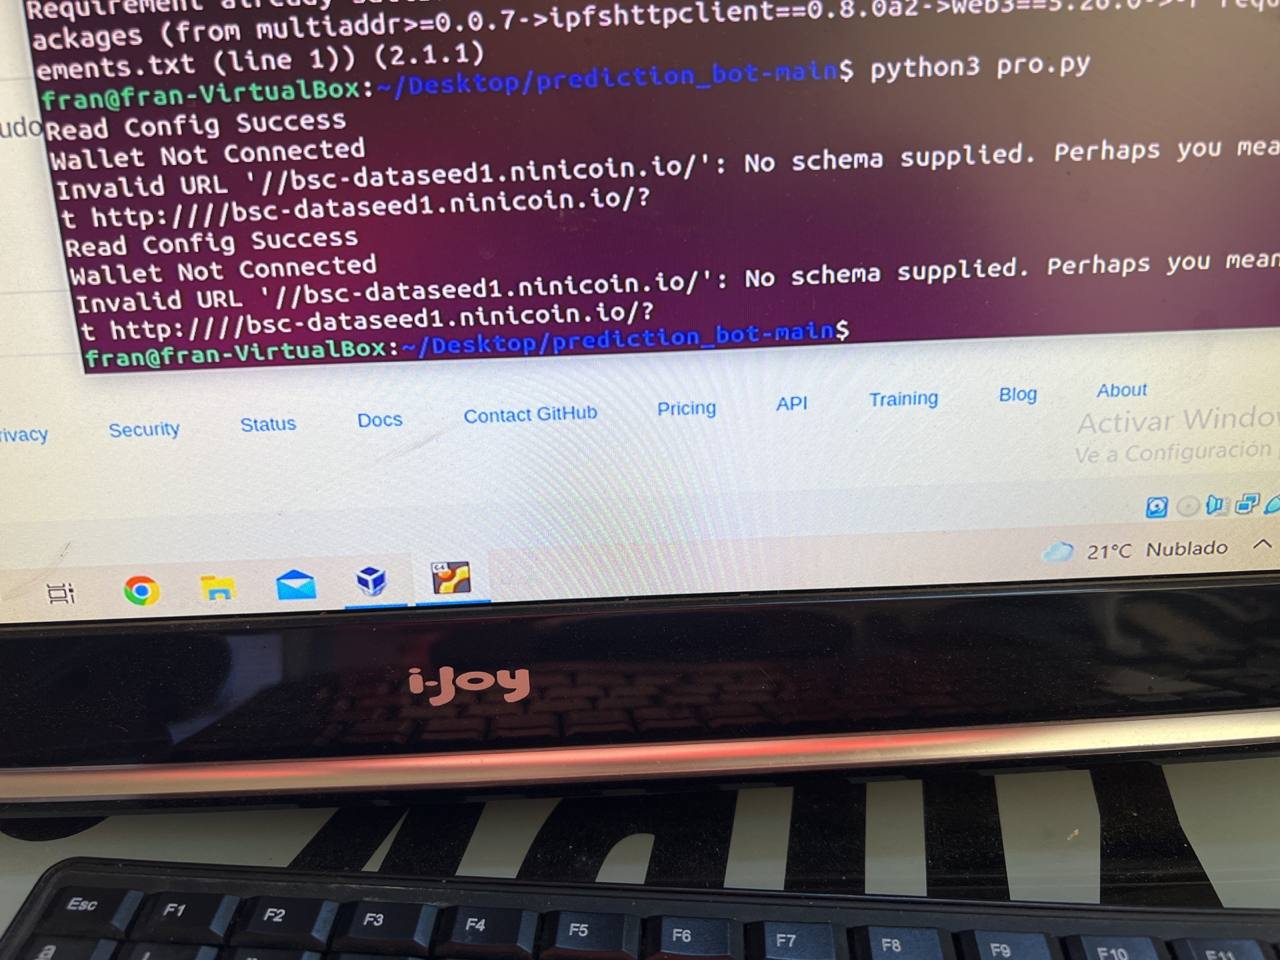 ackages (from multiaddr>=0.0.7->ipfshttpclient==0.8.0a2->web3==5.28.0->-r requ
ements.txt (line 1)) (2.1.1)
fran@fran-VirtualBox:~/Desktop/prediction_bot-main$ python3 pro.py
udo
Read Config Success
Wallet Not Connected
Invalid URL '//bsc-dataseed1.ninicoin.io/': No schema supplied. Perhaps you mea
t http:////bsc-dataseed1.ninicoin.io/?
Read Config Success
Wallet Not Connected
Invalid URL '//bsc-dataseed1.ninicoin.io/': No schema supplied. Perhaps you mean
t http:////bsc-dataseed1.ninicoin.io/?
fran@fran-VirtualBox:~/Desktop/prediction_bot-main$
rivacy Security Status Docs Contact GitHub Pricing API Training Blog About
Activar Window
Ve a Configuración
21°C Nublado
i-Joy
Esc F1 F2 F3 F4 F5 F6 F7 F8 F9 F10 F11
a